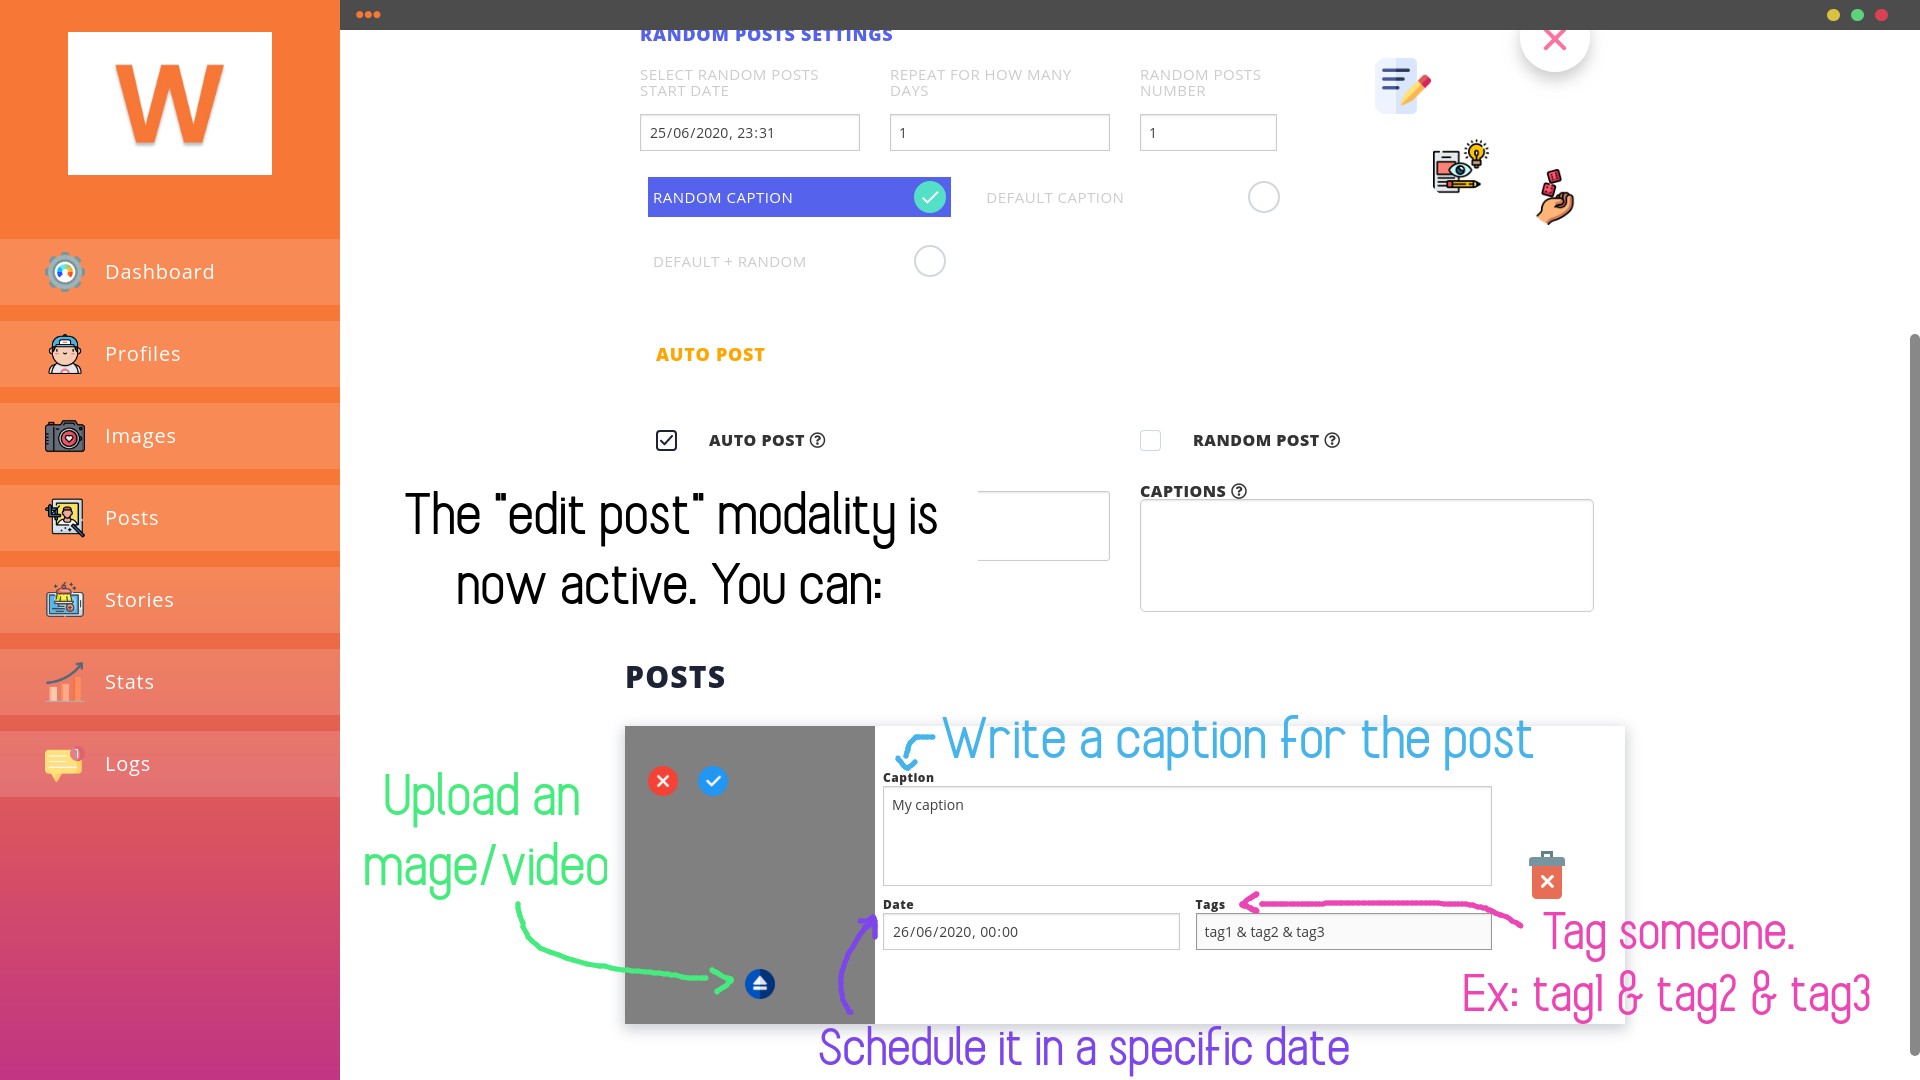 W
Dashboard
Profiles
Images
Posts
Stories
Stats
1
Logs
RANDOM POSTS SETTINGS
SELECT RANDOM POSTS
START DATE
REPEAT FOR HOW MANY
DAYS
RANDOM POSTS
NUMBER
25/06/2020, 23:31
1
1
RANDOM CAPTION
DEFAULT CAPTION
DEFAULT + RANDOM
AUTO POST
AUTO POST ?
RANDOM POST ?
CAPTIONS ?
The "edit post" modality is
now active. You can:
POSTS
Write a caption for the post
Caption
My caption
Upload an
mage/video
Date
Tags
26/06/2020, 00:00
tag1 & tag2 & tag3
Tag someone.
Ex: tag1 & tag2 & tag3
Schedule it in a specific date